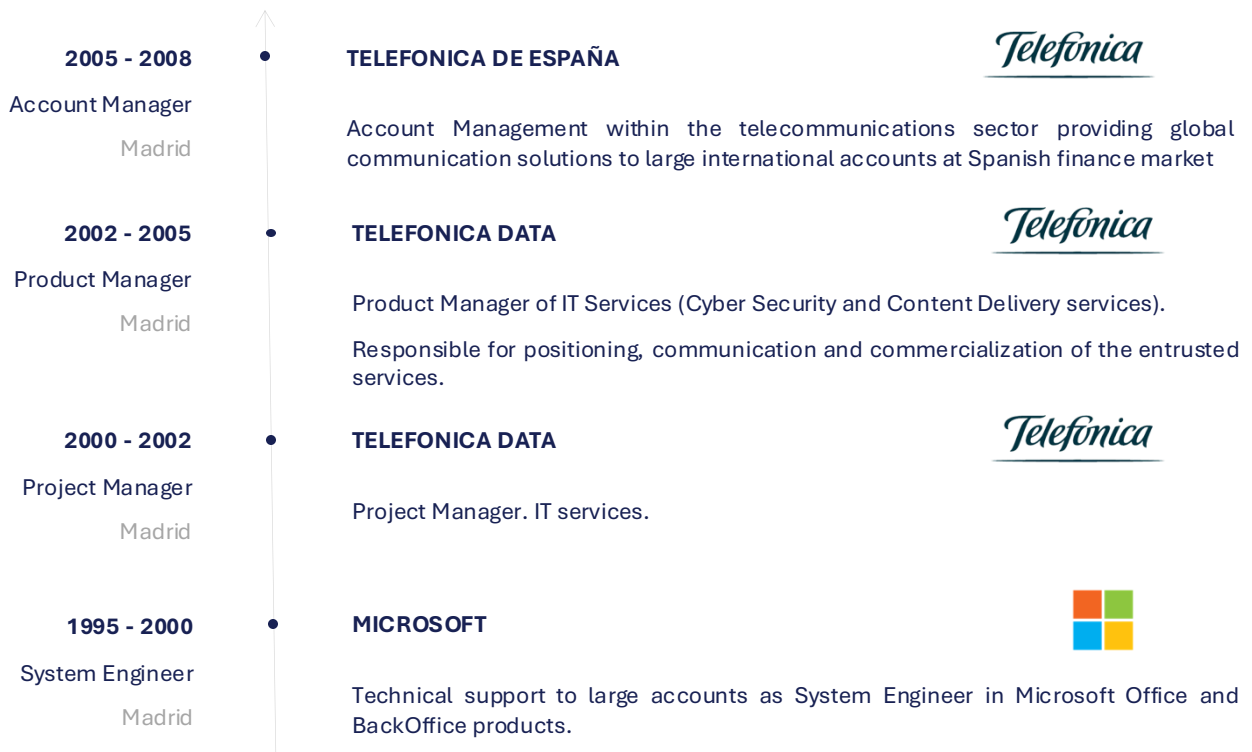 2005 - 2008
Account Manager
Madrid
TELEFONICA DE ESPAÑA
Telefónica
Account Management within the telecommunications sector providing global
communication solutions to large international accounts at Spanish finance market
2002 - 2005
Product Manager
Madrid
TELEFONICA DATA
Telefónica
Product Manager of IT Services (Cyber Security and Content Delivery services).
Responsible for positioning, communication and commercialization of the entrusted
services.
2000 - 2002
Project Manager
Madrid
TELEFONICA DATA
Telefónica
Project Manager. IT services.
1995 - 2000
System Engineer
Madrid
MICROSOFT
Technical support to large accounts as System Engineer in Microsoft Office and
BackOffice products.